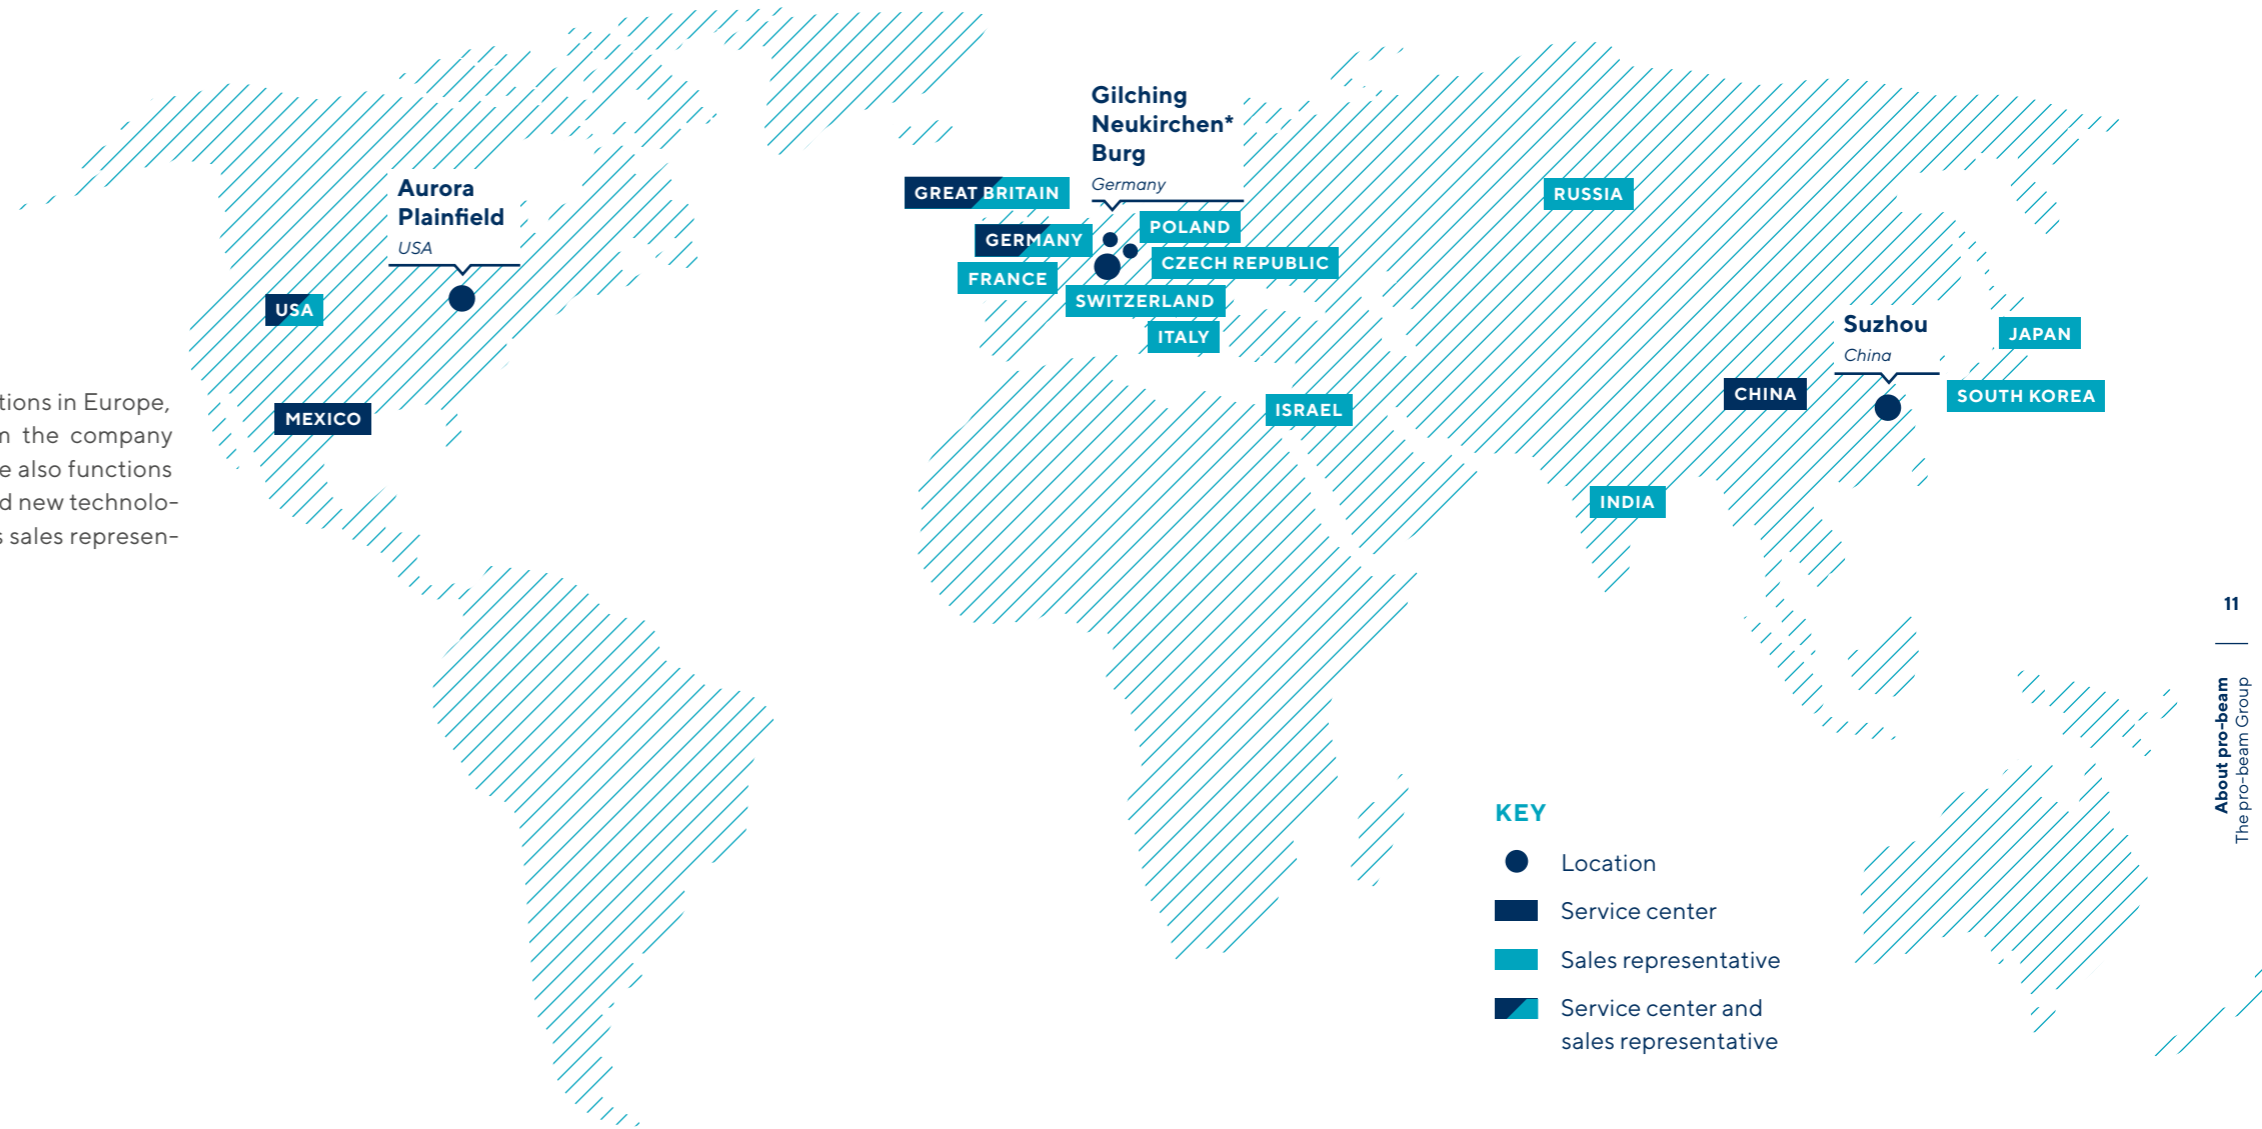 tions in Europe,
the company
e also functions
new technolo-
sales represen-
Aurora
Plainfield
USA
USA
MEXICO
Gilching
Neukirchen*
Burg
Germany
GREAT BRITAIN
GERMANY
FRANCE
POLAND
CZECH REPUBLIC
SWITZERLAND
ITALY
ISRAEL
RUSSIA
INDIA
CHINA
Suzhou
China
JAPAN
SOUTH KOREA
KEY
Location
Service center
Sales representative
Service center and
sales representative
11
About pro-beam
The pro-beam Group